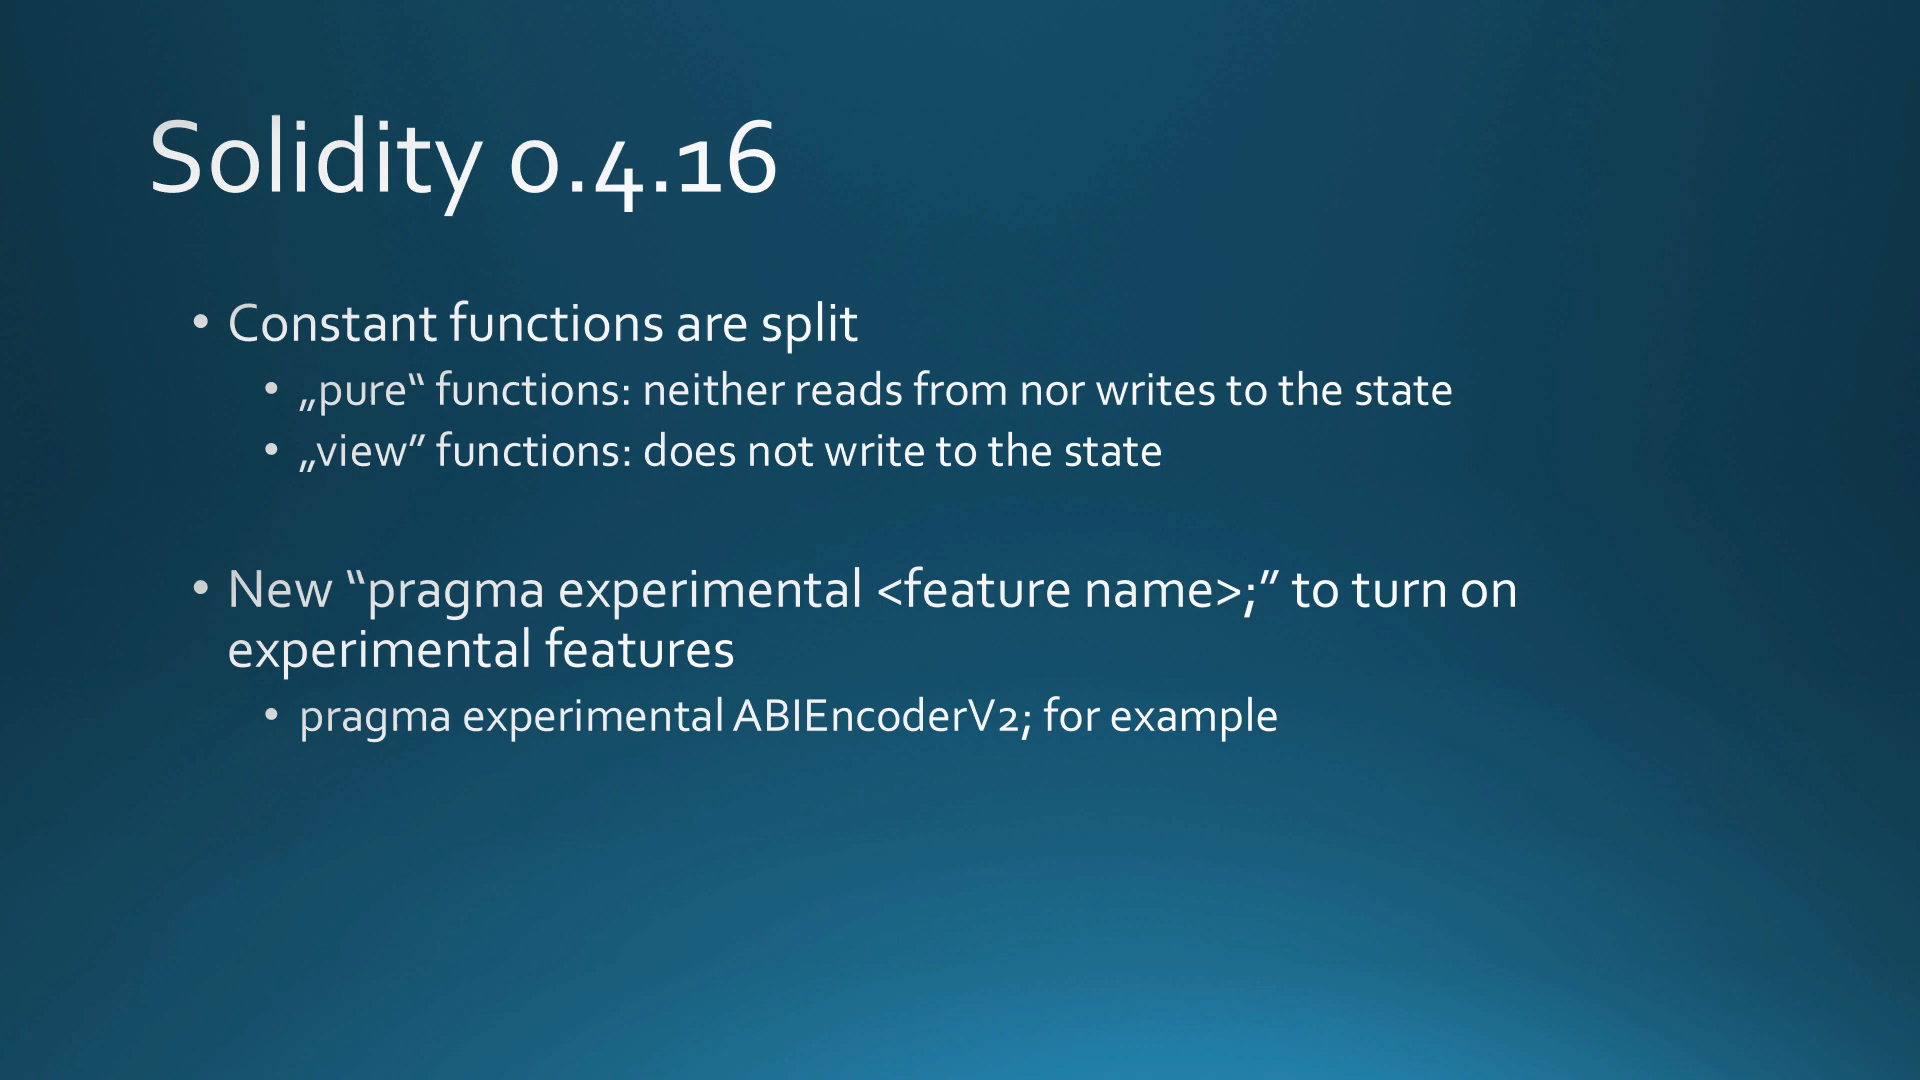 Solidity 0.4.16
• Constant functions are split
• „pure“ functions: neither reads from nor writes to the state
• „view” functions: does not write to the state
• New “pragma experimental <feature name>;” to turn on
experimental features
• pragma experimental ABIEncoderV2; for example